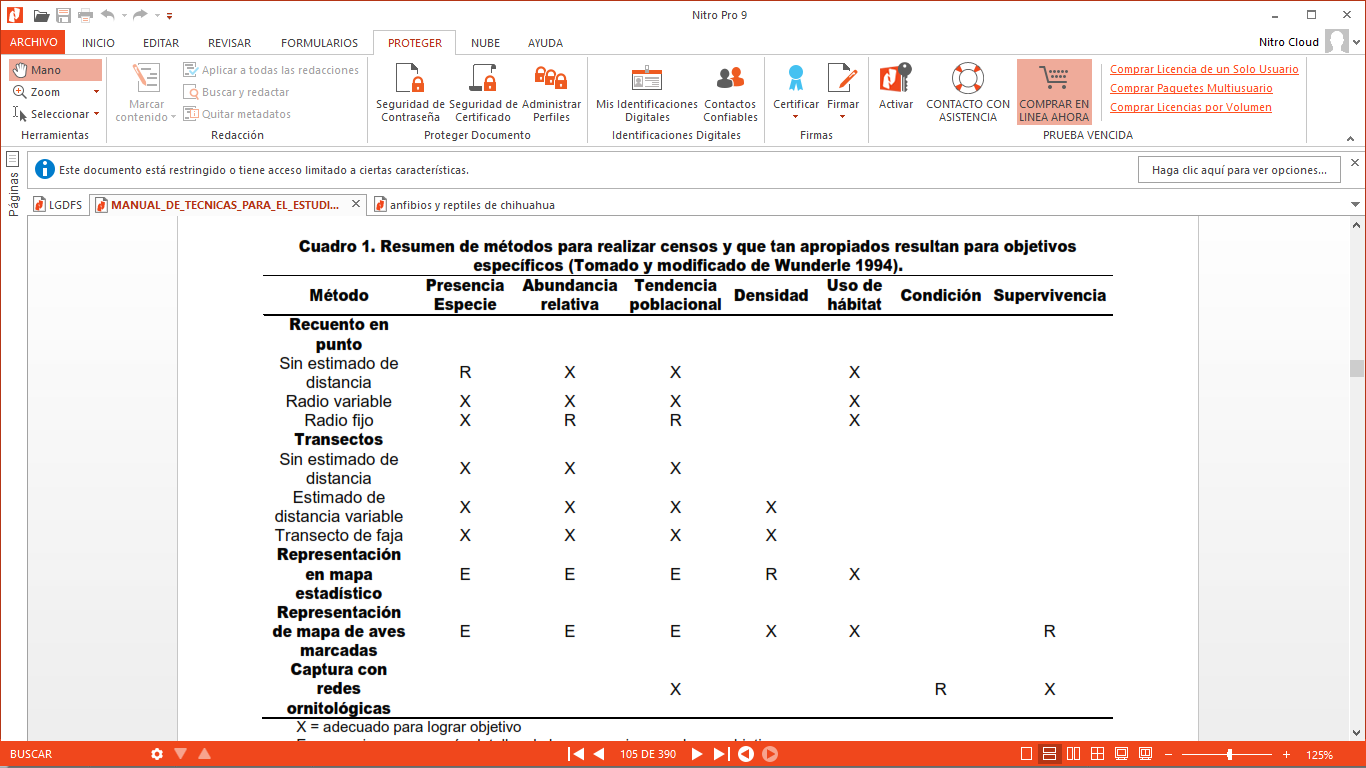 Nitro Pro 9
ARCHIVO INICIO EDITAR REVISAR FORMULARIOS PROTEGER NUBE AYUDA Nitro Cloud
Mano
Zoom
Seleccionar
Herramientas
Marcar contenido
Aplicar a todas las redacciones
Buscar y redactar
Quitar metadatos
Redacción
Seguridad de Contraseña
Seguridad de Certificado
Administrar Perfiles
Proteger Documento
Mis Identificaciones Digitales
Contactos Confiables
Identificaciones Digitales
Certificar
Firmar
Firmas
Activar
CONTACTO CON ASISTENCIA
COMPRAR EN LINEA AHORA
Comprar Licencia de un Solo Usuario
Comprar Paquetes Multiusuario
Comprar Licencias por Volumen
PRUEBA VENCIDA
Páginas
Este documento está restringido o tiene acceso limitado a ciertas características.
Haga clic aquí para ver opciones...
LGDFS MANUAL_DE_TECNICAS_PARA_EL_ESTUDI... anfibios y reptiles de chihuahua
Cuadro 1. Resumen de métodos para realizar censos y que tan apropiados resultan para objetivos
específicos (Tomado y modificado de Wunderle 1994).
Método Presencia Especie Abundancia relativa Tendencia poblacional Densidad Uso de hábitat Condición Supervivencia
Recuento en
punto
Sin estimado de
distancia R X X X
Radio variable X X X X
Radio fijo X R R X
Transectos
Sin estimado de
distancia X X X
Estimado de
distancia variable X X X X
Transecto de faja X X X X
Representación
en mapa E E E R X
estadístico
Representación
de mapa de aves E E E X X R
marcadas
Captura con
redes X R X
ornitológicas
X = adecuado para lograr objetivo
BUSCAR 105 DE 390 125%